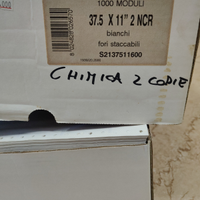 1000 MODULI
37.5 X 11" 2 NCR
bianchi
fori staccabili
S2137511600
CHIMICA 2 COPIE